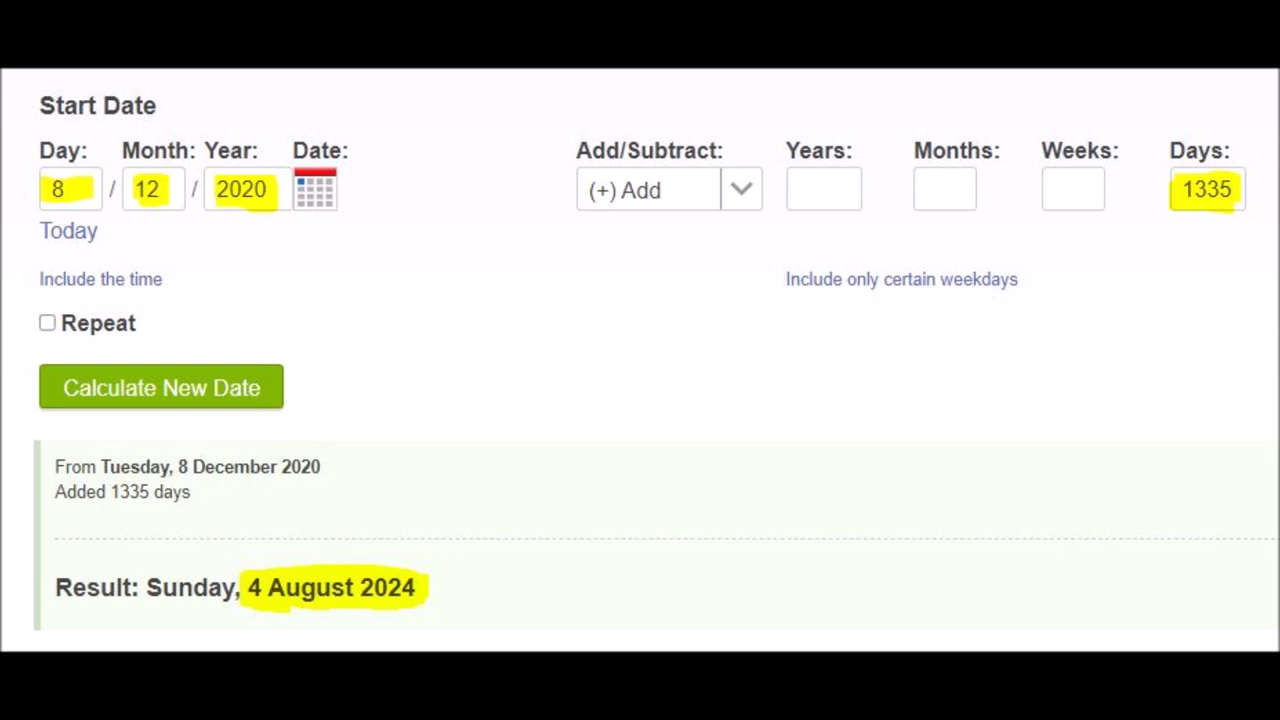 Start Date
Day: Month: Year: Date: Add/Subtract: Years: Months: Weeks: Days:
8 / 12 / 2020 (+) Add 1335
Today
Include the time Include only certain weekdays
Repeat
Calculate New Date
From Tuesday, 8 December 2020
Added 1335 days
Result: Sunday, 4 August 2024